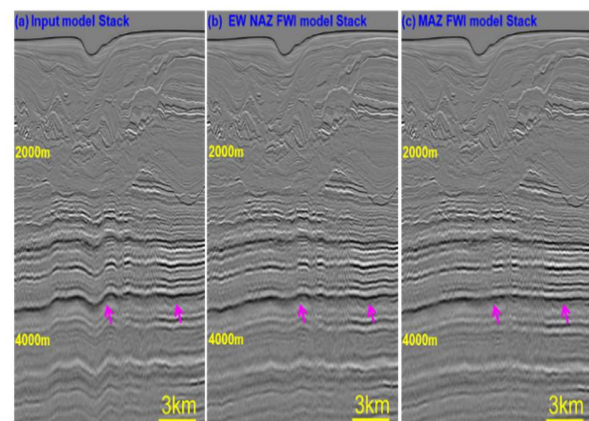 (a) Input model Stack
(b) EW NAZ FWI model Stack
(c) MAZ FWI model Stack
2000m
2000m
2000m
4000m
4000m
4000m
3km
3km
3km